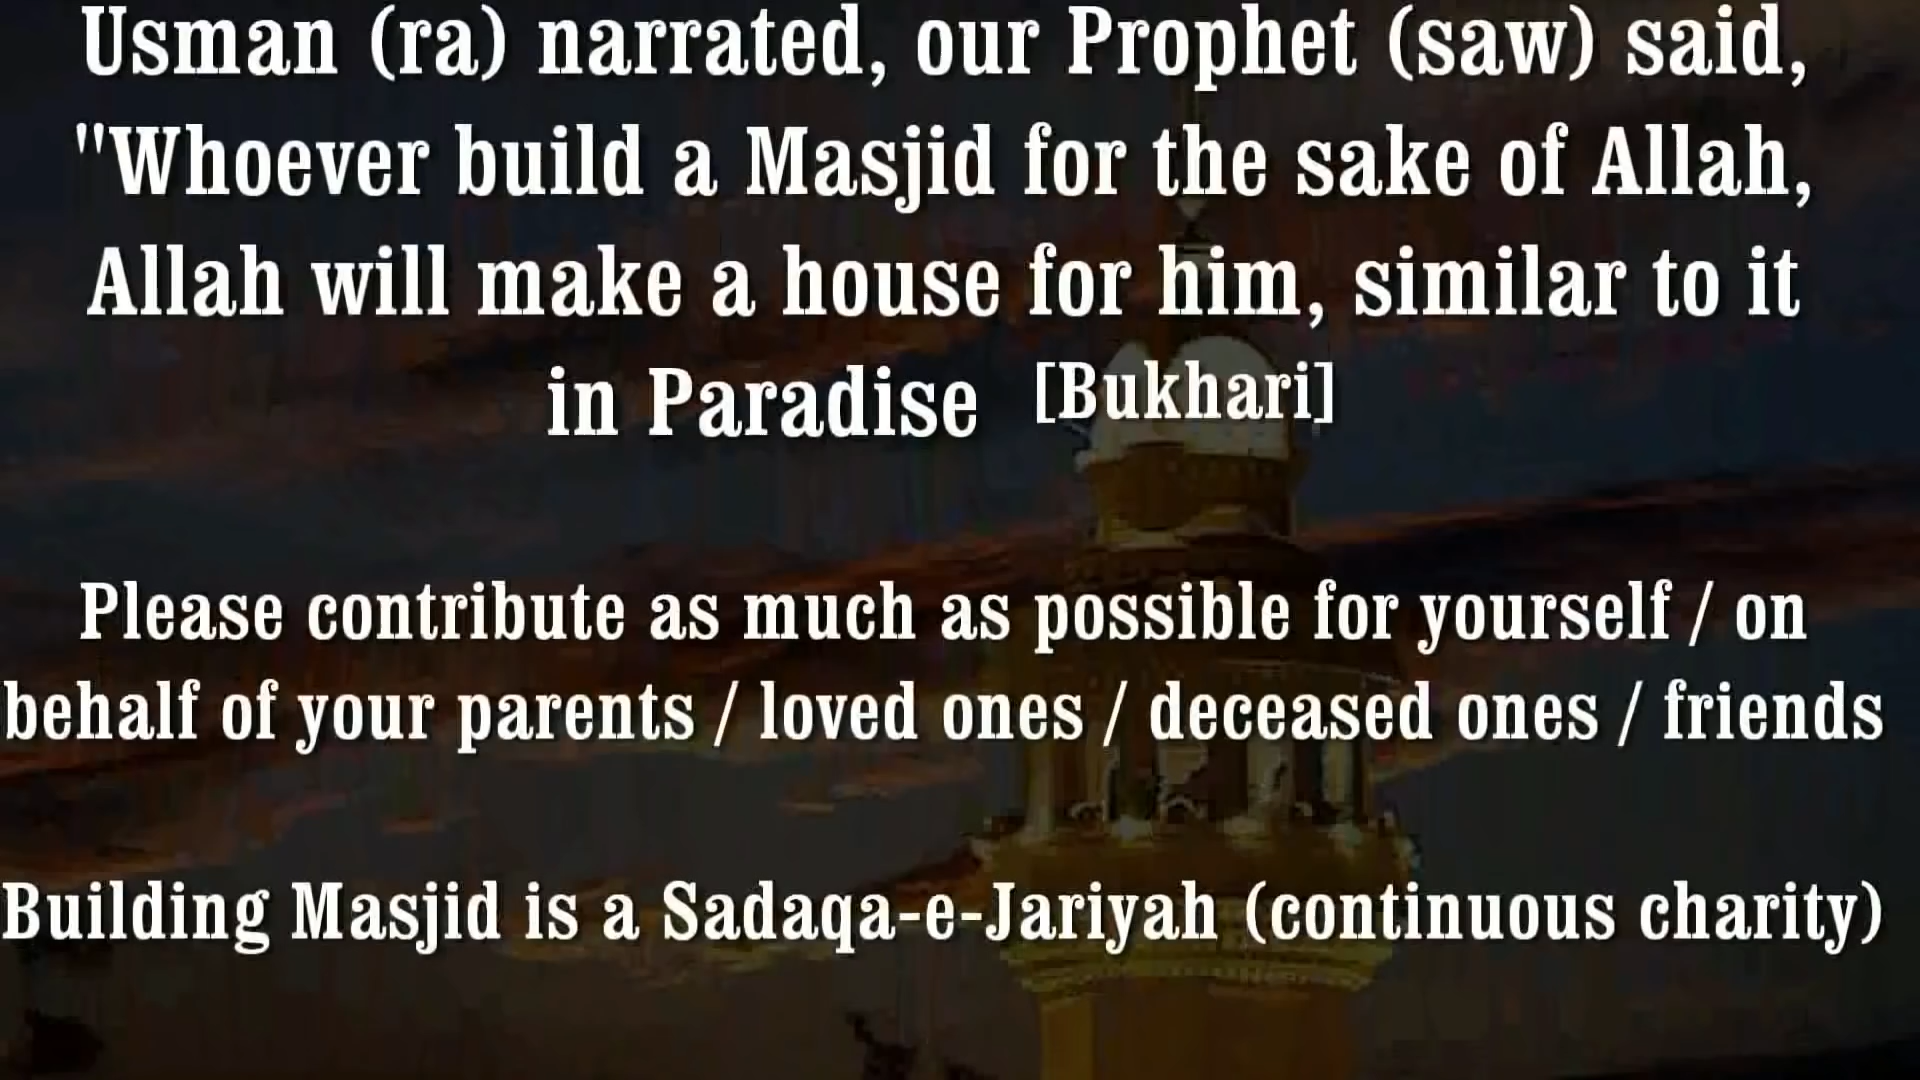 Usman (ra) narrated, our Prophet (saw) said,
"Whoever build a Masjid for the sake of Allah,
Allah will make a house for him, similar to it
in Paradise [Bukhari]
Please contribute as much as possible for yourself / on
behalf of your parents / loved ones / deceased ones / friends
Building Masjid is a Sadaqa-e-Jariyah (continuous charity)